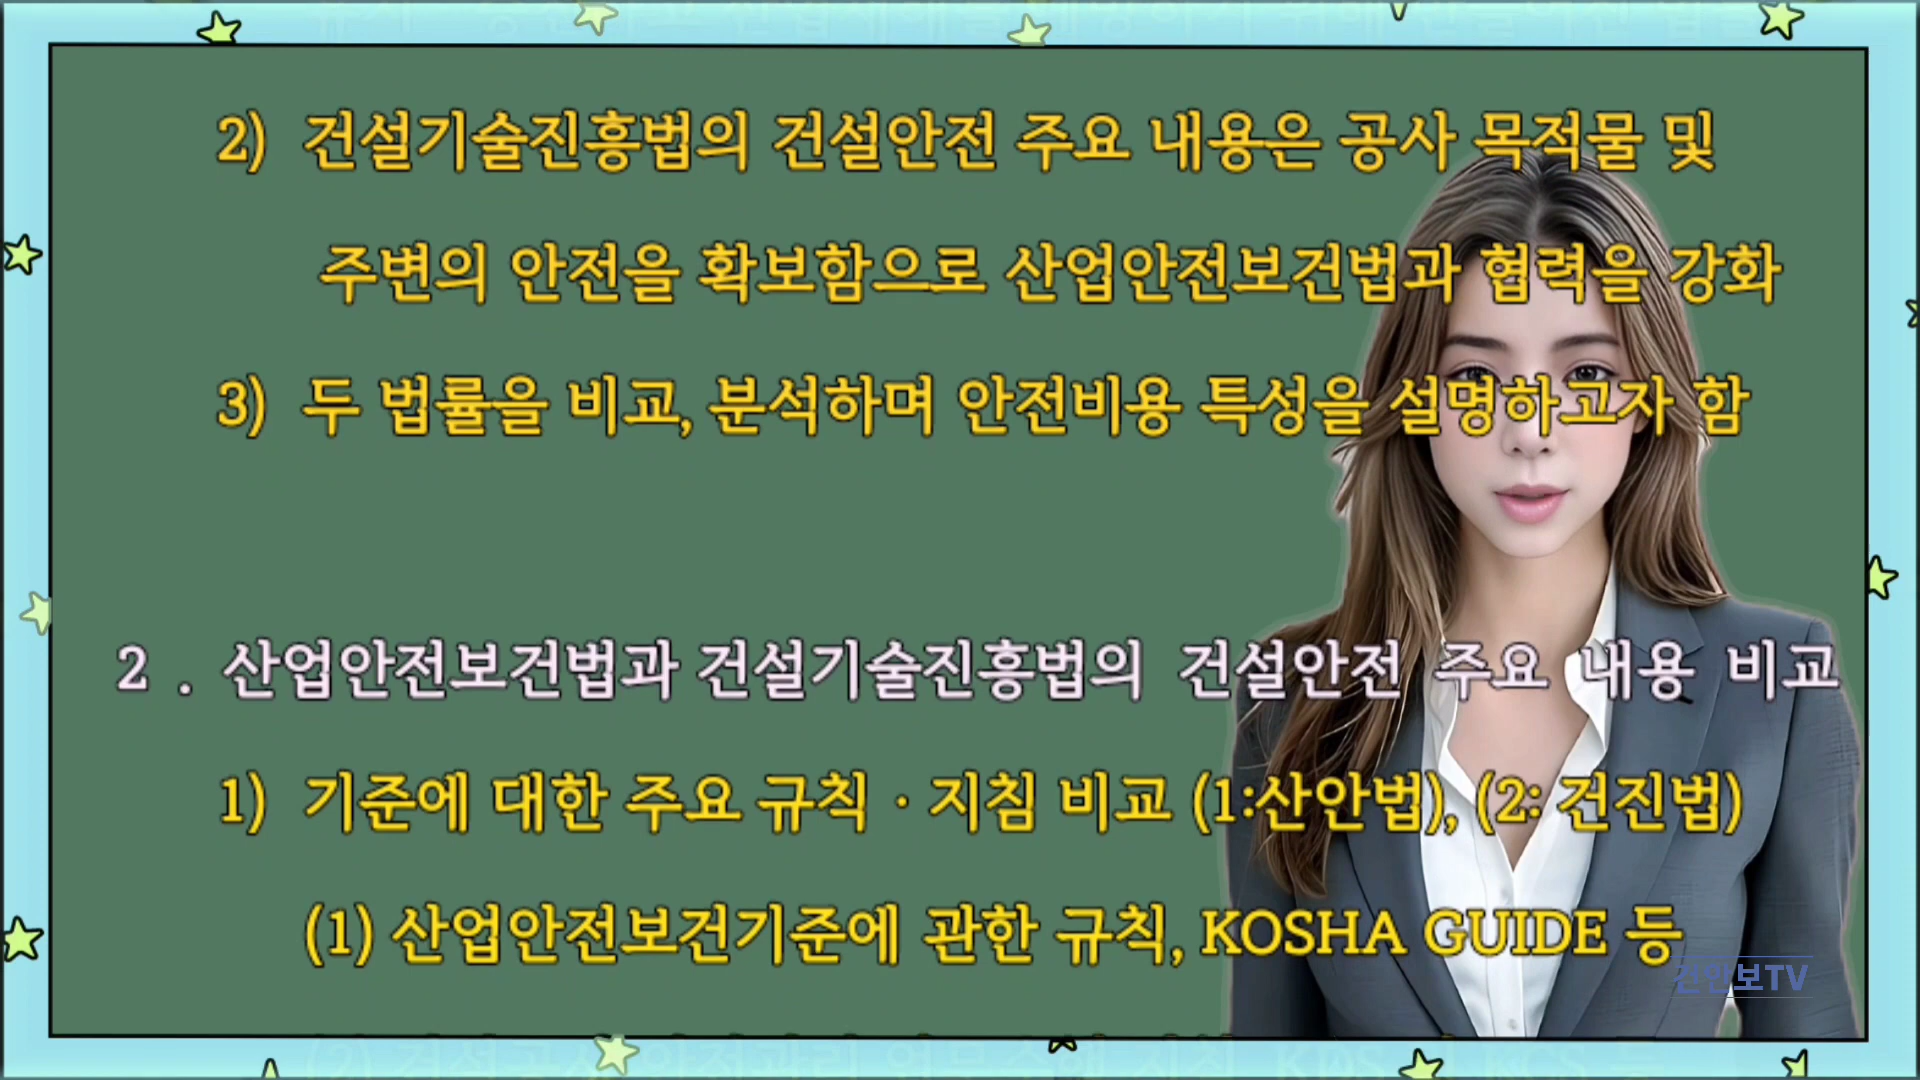 2) 건설기술진흥법의 건설안전 주요 내용은 공사 목적물 및
주변의 안전을 확보함으로 산업안전보건법과 협력을 강화
3) 두 법률을 비교, 분석하며 안전비용 특성을 설명하고자 함
2 . 산업안전보건법과 건설기술진흥법의 건설안전 주요 내용 비교
1) 기준에 대한 주요 규칙 · 지침 비교 (1:산안법), (2: 건진법)
(1) 산업안전보건기준에 관한 규칙, KOSHA GUIDE 등
건안보TV